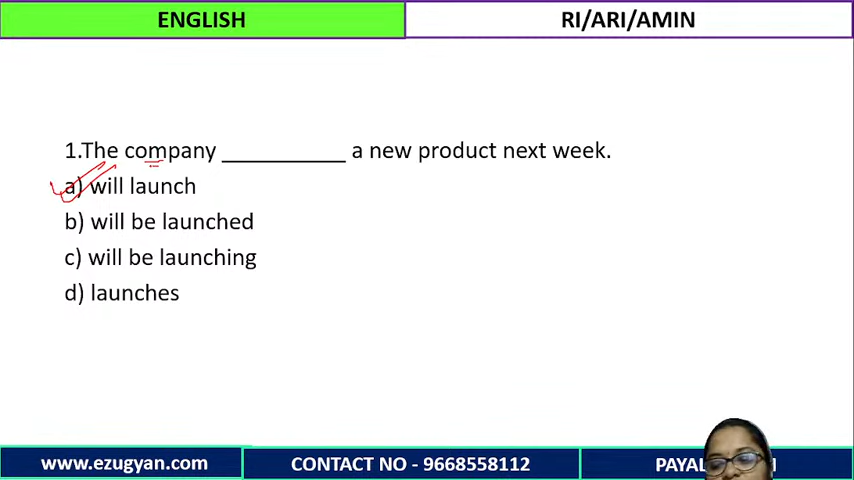 ENGLISH
RI/ARI/AMIN
1.The company __________ a new product next week.
a) will launch
b) will be launched
c) will be launching
d) launches
www.ezugyan.com
CONTACT NO - 9668558112
PAYAL